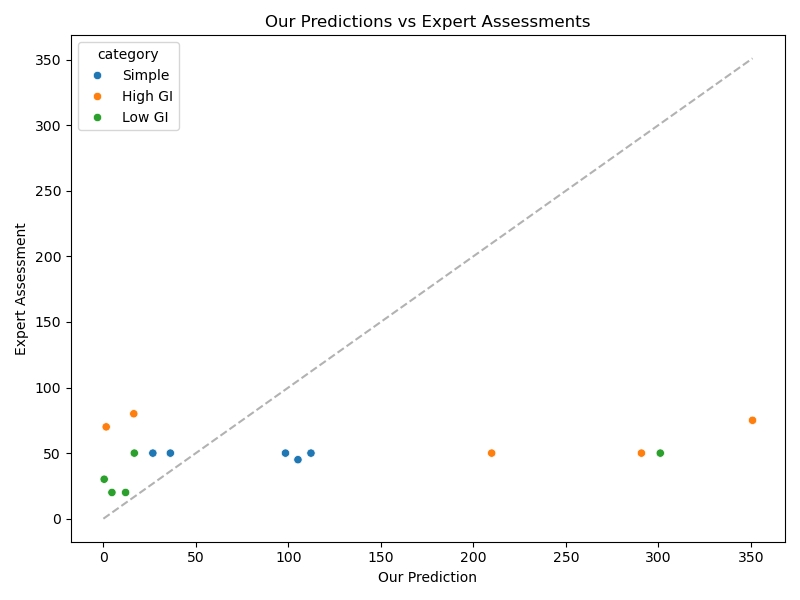 Our Predictions vs Expert Assessments
category
Simple
High GI
Low GI
350
300
250
200
150
100
50
0
Expert Assessment
0 50 100 150 200 250 300 350
Our Prediction